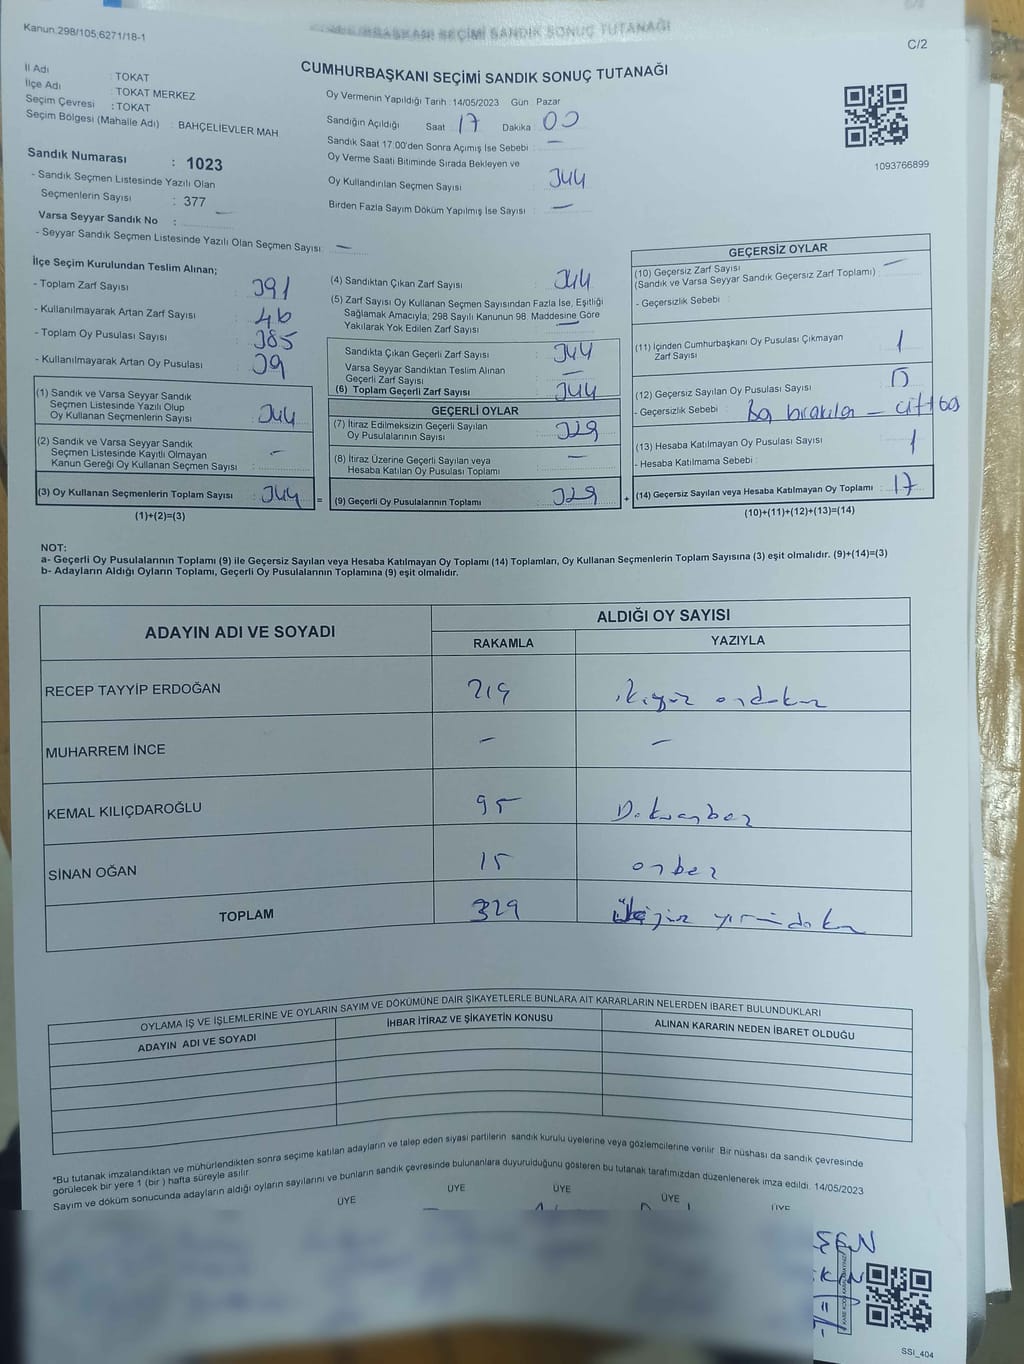 Kanun.298/105;6271/18-1
CUMHURBAŞKANI SEÇİMİ SANDIK SONUÇ TUTANAĞI
C/2
CUMHURBAŞKANI SEÇİMİ SANDIK SONUÇ TUTANAĞI
İl Adı : TOKAT
İlçe Adı : TOKAT MERKEZ
Seçim Çevresi : TOKAT
Seçim Bölgesi (Mahalle Adı) : BAHÇELİEVLER MAH
Sandık Numarası : 1023
- Sandık Seçmen Listesinde Yazılı Olan
Seçmenlerin Sayısı : 377
Varsa Seyyar Sandık No : —
- Seyyar Sandık Seçmen Listesinde Yazılı Olan Seçmen Sayısı : —
Oy Vermenin Yapıldığı Tarih : 14/05/2023 Gün : Pazar
Sandığın Açıldığı Saat : 17 Dakika : 00
Sandık Saat 17:00'den Sonra Açımış İse Sebebi : —
Oy Verme Saati Bitiminde Sırada Bekleyen ve
Oy Kullandırılan Seçmen Sayısı : 344
Birden Fazla Sayım Döküm Yapılmış İse Sayısı : —
1093766899
İlçe Seçim Kurulundan Teslim Alınan;
- Toplam Zarf Sayısı : 391
- Kullanılmayarak Artan Zarf Sayısı : 46
- Toplam Oy Pusulası Sayısı : 385
- Kullanılmayarak Artan Oy Pusulası : 39
(1) Sandık ve Varsa Seyyar Sandık
Seçmen Listesinde Yazılı Olup
Oy Kullanan Seçmenlerin Sayısı : 344
(2) Sandık ve Varsa Seyyar Sandık
Seçmen Listesinde Kayıtlı Olmayan
Kanun Gereği Oy Kullanan Seçmen Sayısı : —
(3) Oy Kullanan Seçmenlerin Toplam Sayısı : 344 =
(1)+(2)=(3)
(4) Sandıktan Çıkan Zarf Sayısı : 344
(5) Zarf Sayısı Oy Kullanan Seçmen Sayısından Fazla İse, Eşitliği
Sağlamak Amacıyla; 298 Sayılı Kanunun 98. Maddesine Göre
Yakılarak Yok Edilen Zarf Sayısı : —
Sandıkta Çıkan Geçerli Zarf Sayısı : 344
Varsa Seyyar Sandıktan Teslim Alınan
Geçerli Zarf Sayısı : —
(6) Toplam Geçerli Zarf Sayısı : 344
GEÇERLİ OYLAR
(7) İtiraz Edilmeksizin Geçerli Sayılan
Oy Pusulalarının Sayısı : 329
(8) İtiraz Üzerine Geçerli Sayılan veya
Hesaba Katılan Oy Pusulası Toplamı : —
(9) Geçerli Oy Pusulalarının Toplamı : 329 +
GEÇERSİZ OYLAR
(10) Geçersiz Zarf Sayısı : —
(Sandık ve Varsa Seyyar Sandık Geçersiz Zarf Toplamı)
- Geçersizlik Sebebi :
(11) İçinden Cumhurbaşkanı Oy Pusulası Çıkmayan
Zarf Sayısı : 1
(12) Geçersiz Sayılan Oy Pusulası Sayısı : 15
- Geçersizlik Sebebi : Boş bırakılan –
(13) Hesaba Katılmayan Oy Pusulası Sayısı : 1
- Hesaba Katılmama Sebebi :
(14) Geçersiz Sayılan veya Hesaba Katılmayan Oy Toplamı : 17
(10)+(11)+(12)+(13)=(14)
NOT:
a- Geçerli Oy Pusulalarının Toplamı (9) ile Geçersiz Sayılan veya Hesaba Katılmayan Oy Toplamı (14) Toplamları, Oy Kullanan Seçmenlerin Toplam Sayısına (3) eşit olmalıdır. (9)+(14)=(3)
b- Adayların Aldığı Oyların Toplamı, Geçerli Oy Pusulalarının Toplamına (9) eşit olmalıdır.
ADAYIN ADI VE SOYADI
ALDIĞI OY SAYISI
RAKAMLA YAZIYLA
RECEP TAYYİP ERDOĞAN 219 ikiyüz ondokuz
MUHARREM İNCE – –
KEMAL KILIÇDAROĞLU 95 Doksanbeş
SİNAN OĞAN 15 onbeş
TOPLAM 329 üçyüz yirmidokuz
OYLAMA İŞ VE İŞLEMLERİNE VE OYLARIN SAYIM VE DÖKÜMÜNE DAİR ŞİKAYETLERLE BUNLARA AİT KARARLARIN NELERDEN İBARET BULUNDUKLARI
ADAYIN ADI VE SOYADI İHBAR İTİRAZ VE ŞİKAYETİN KONUSU ALINAN KARARIN NEDEN İBARET OLDUĞU
*Bu tutanak imzalandıktan ve mühürlendikten sonra seçime katılan adayların ve talep eden siyasi partilerin sandık kurulu üyelerine veya gözlemcilerine verilir. Bir nüshası da sandık çevresinde
görülecek bir yere 1 (bir) hafta süreyle asılır.
Sayım ve döküm sonucunda adayların aldığı oyların sayılarını ve bunların sandık çevresinde bulunanlara duyurulduğunu gösteren bu tutanak tarafımızdan düzenlenerek imza edildi. 14/05/2023
ÜYE ÜYE ÜYE ÜYE ÜYE
SSİ_404